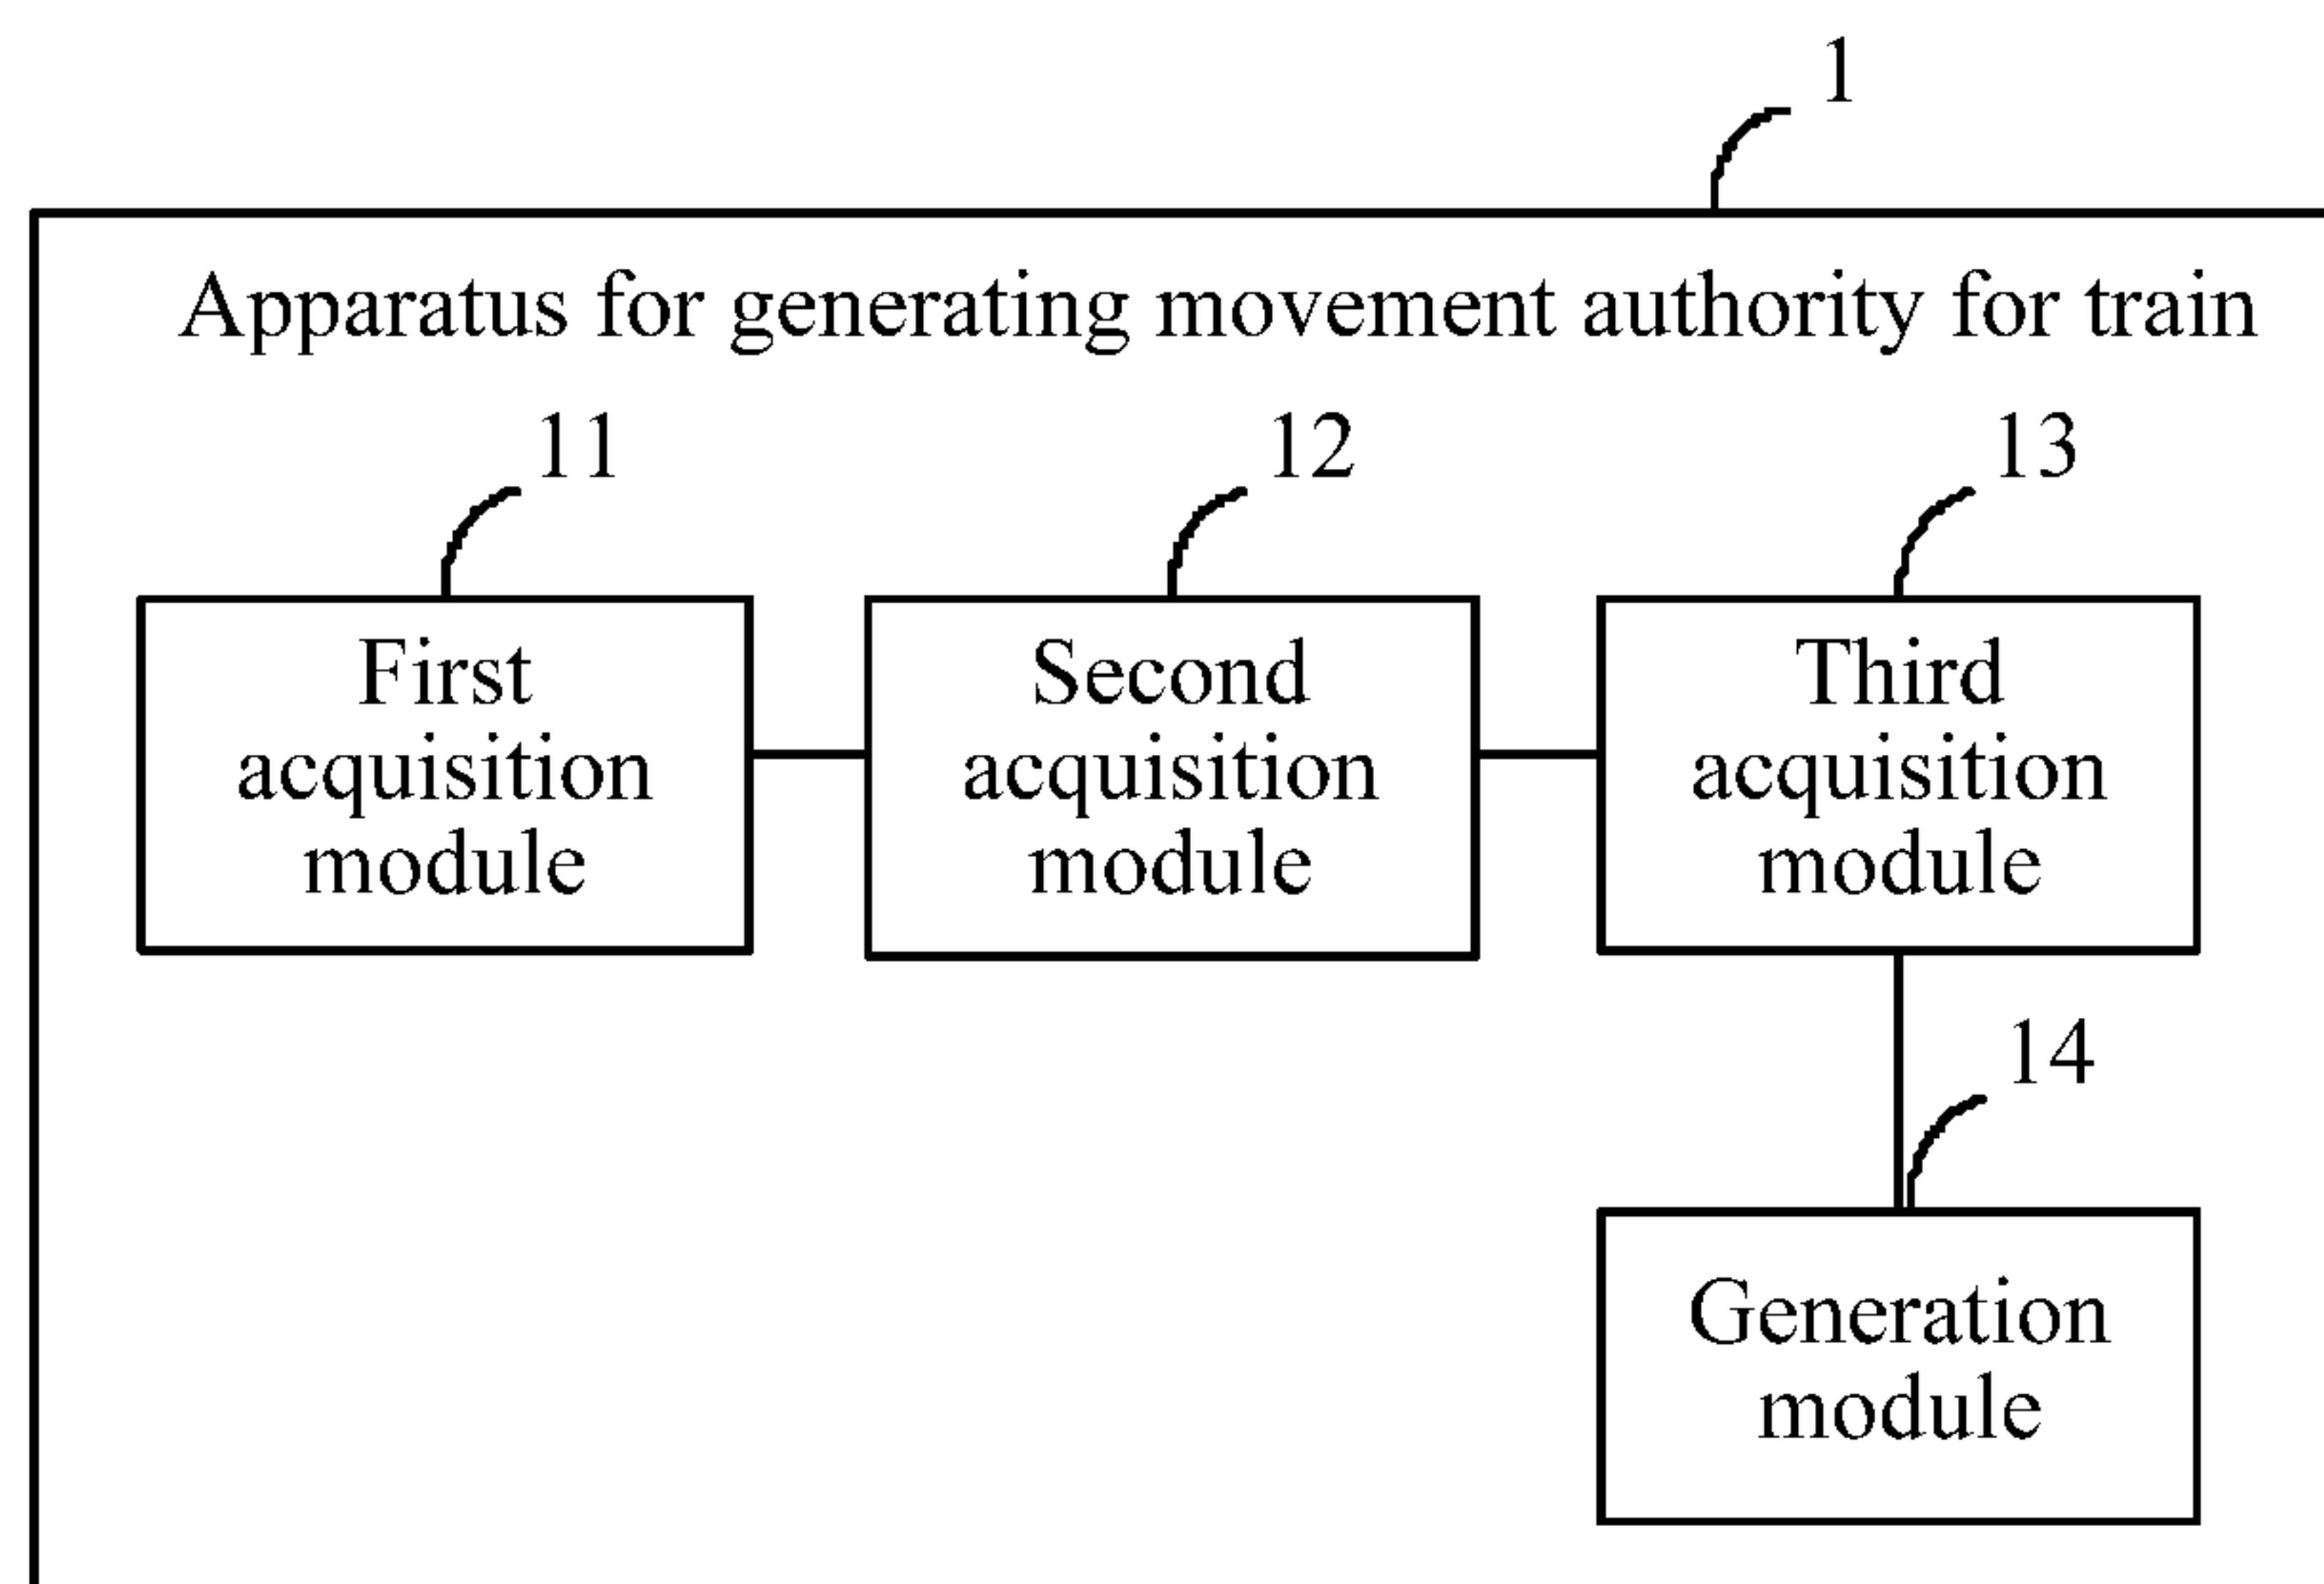 1
Apparatus for generating movement authority for train
11
12
13
First
acquisition
module
Second
acquisition
module
Third
acquisition
module
14
Generation
module